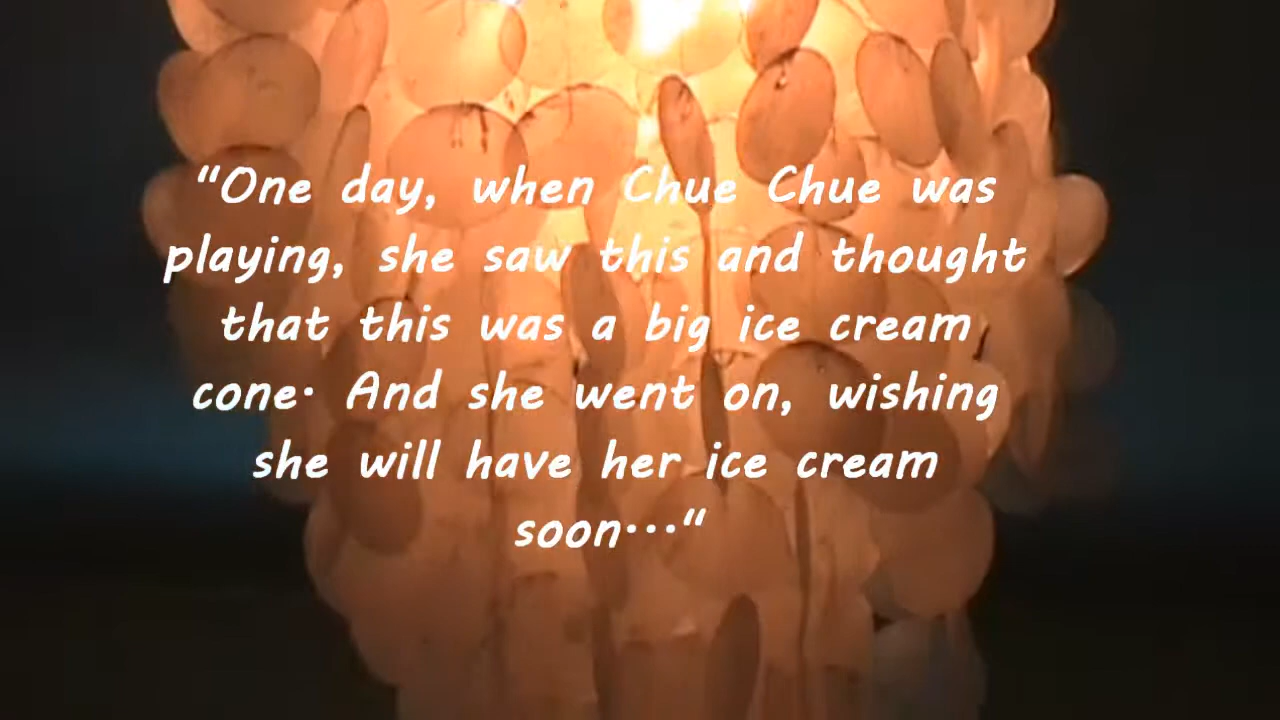 “One day, when Chue Chue was
playing, she saw this and thought
that this was a big ice cream
cone. And she went on, wishing
she will have her ice cream
soon...“